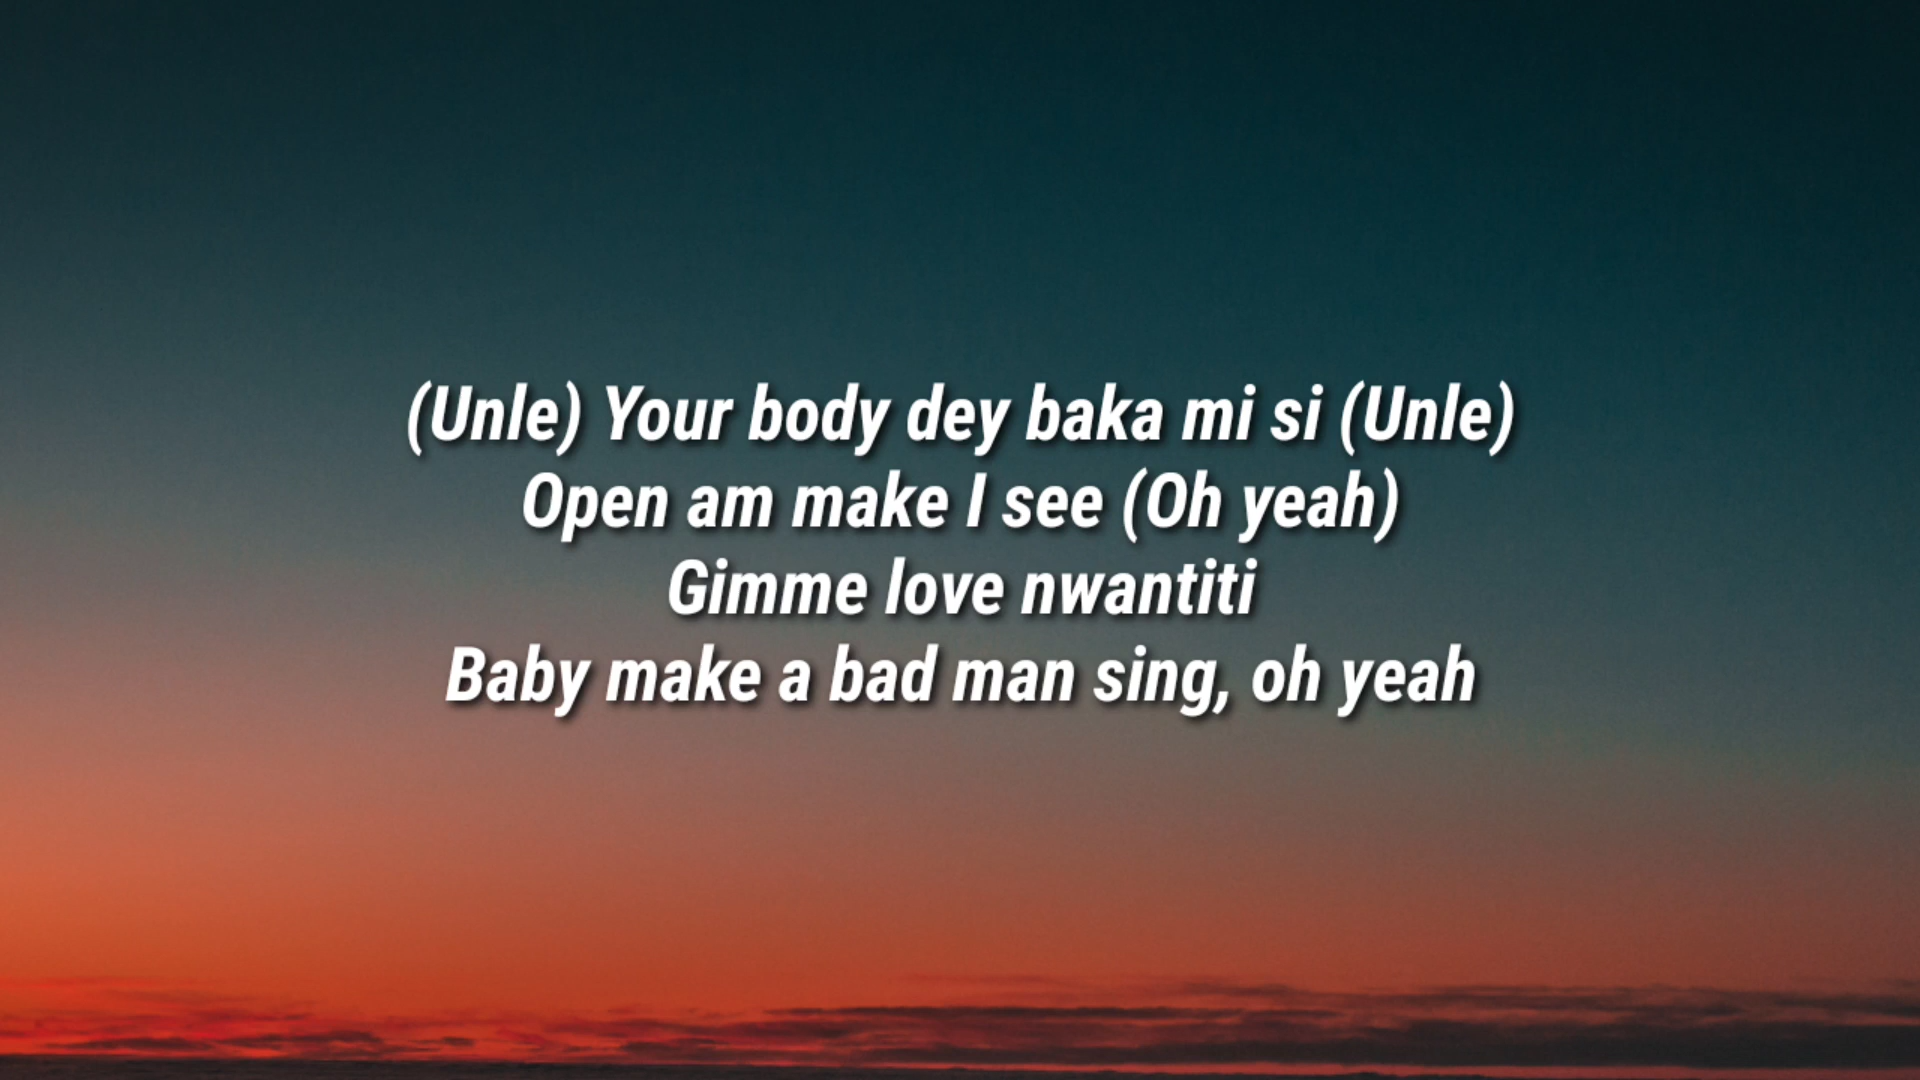 (Unle) Your body dey baka mi si (Unle)
Open am make I see (Oh yeah)
Gimme love nwantiti
Baby make a bad man sing, oh yeah